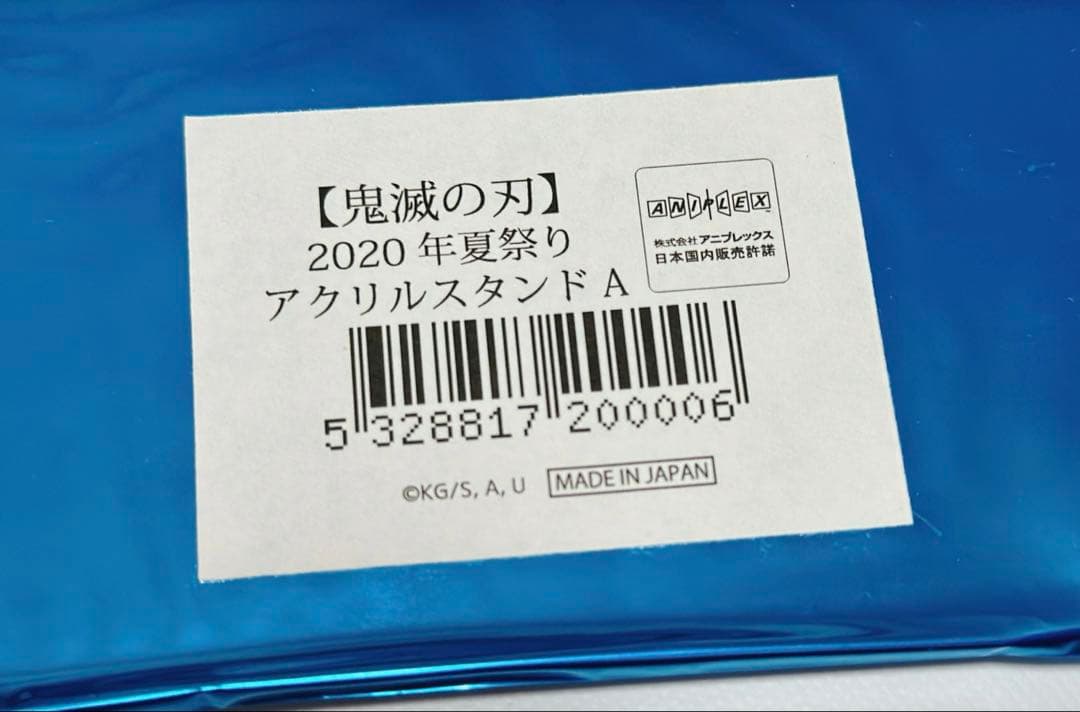 【鬼滅の刃】
2020 年夏祭り
アクリルスタンド A
ANIPLEX™
株式会社アニプレックス
日本国内販売許諾
5 328817 200006
©KG/S, A, U
MADE IN JAPAN